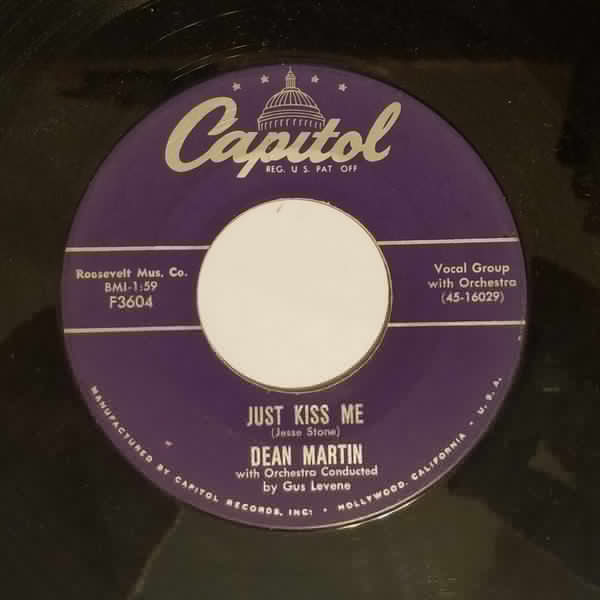 Capitol
REG. U S. PAT OFF
Roosevelt Mus. Co.
BMI-1:59
F3604
Vocal Group
with Orchestra
(45-16029)
JUST KISS ME
(Jesse Stone)
DEAN MARTIN
with Orchestra Conducted
by Gus Levene
MANUFACTURED BY CAPITOL RECORDS, INC. • HOLLYWOOD, CALIFORNIA • U.S.A.